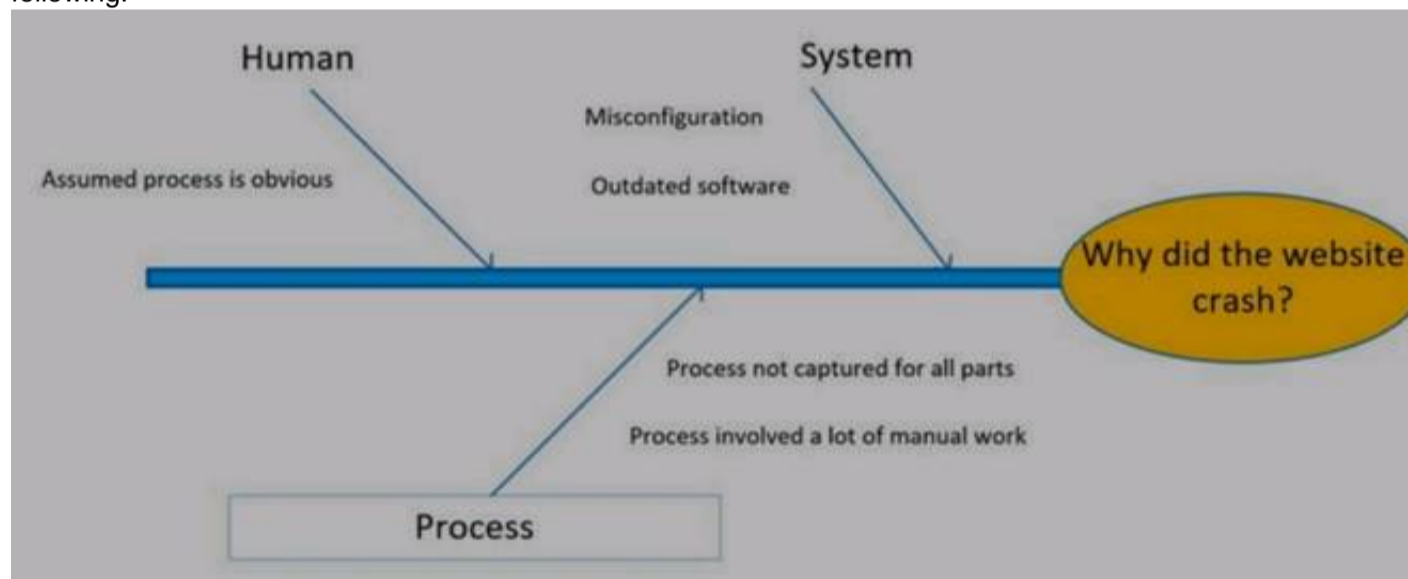 following:
Human
System
Misconfiguration
Assumed process is obvious
Outdated software
Why did the website
crash?
Process not captured for all parts
Process involved a lot of manual work
Process